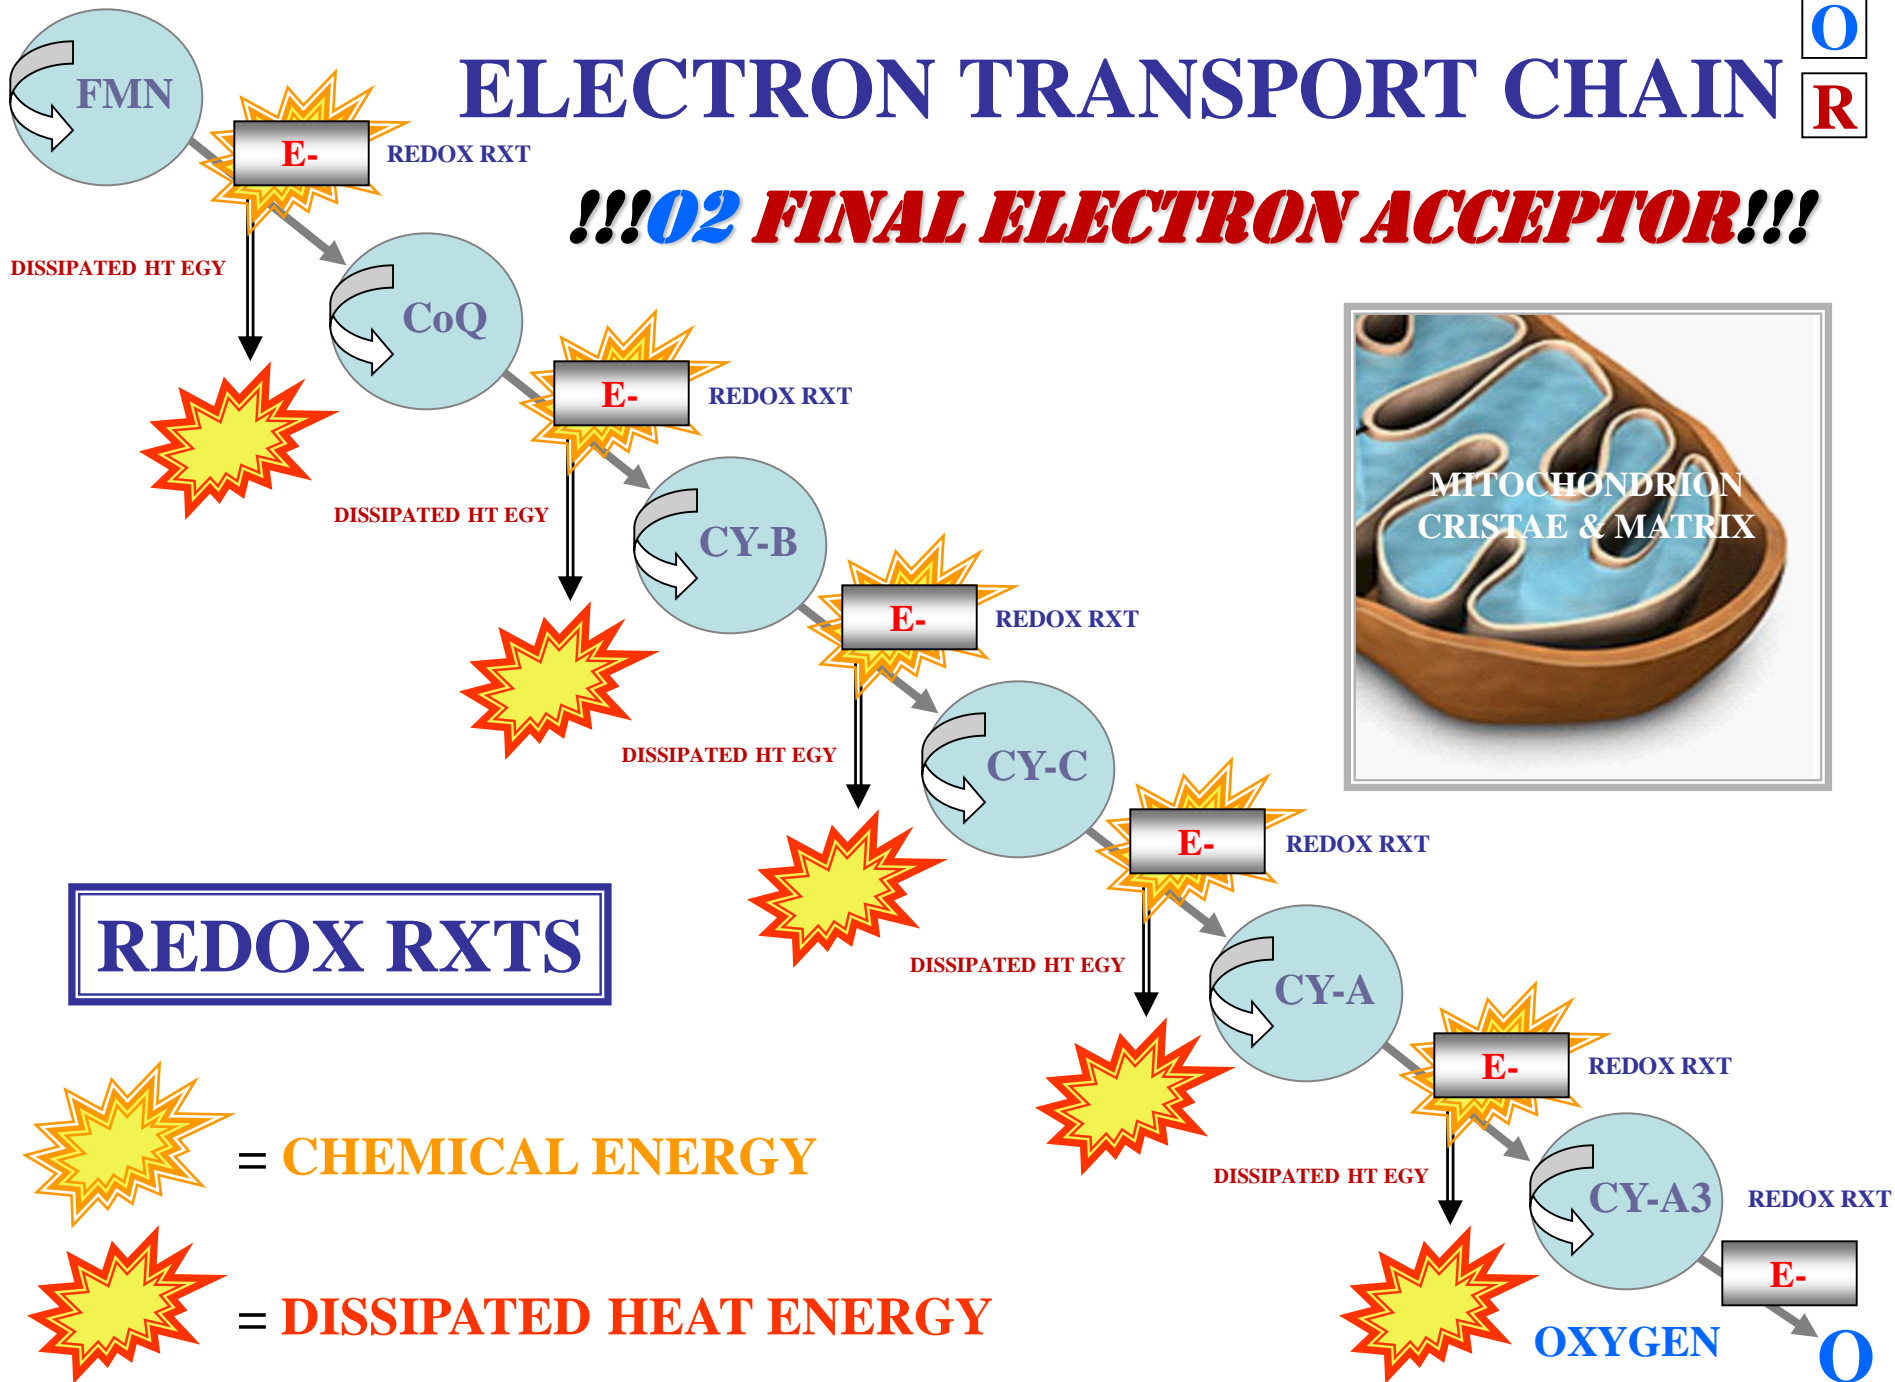 O
ELECTRON TRANSPORT CHAIN
R
FMN
E-
REDOX RXT
!!!O2 FINAL ELECTRON ACCEPTOR!!!
DISSIPATED HT EGY
CoQ
E-
REDOX RXT
MITOCHONDRION
CRISTAE & MATRIX
DISSIPATED HT EGY
CY-B
E-
REDOX RXT
DISSIPATED HT EGY
CY-C
E-
REDOX RXT
REDOX RXTS
DISSIPATED HT EGY
CY-A
E-
REDOX RXT
= CHEMICAL ENERGY
DISSIPATED HT EGY
CY-A3
REDOX RXT
E-
= DISSIPATED HEAT ENERGY
OXYGEN
O